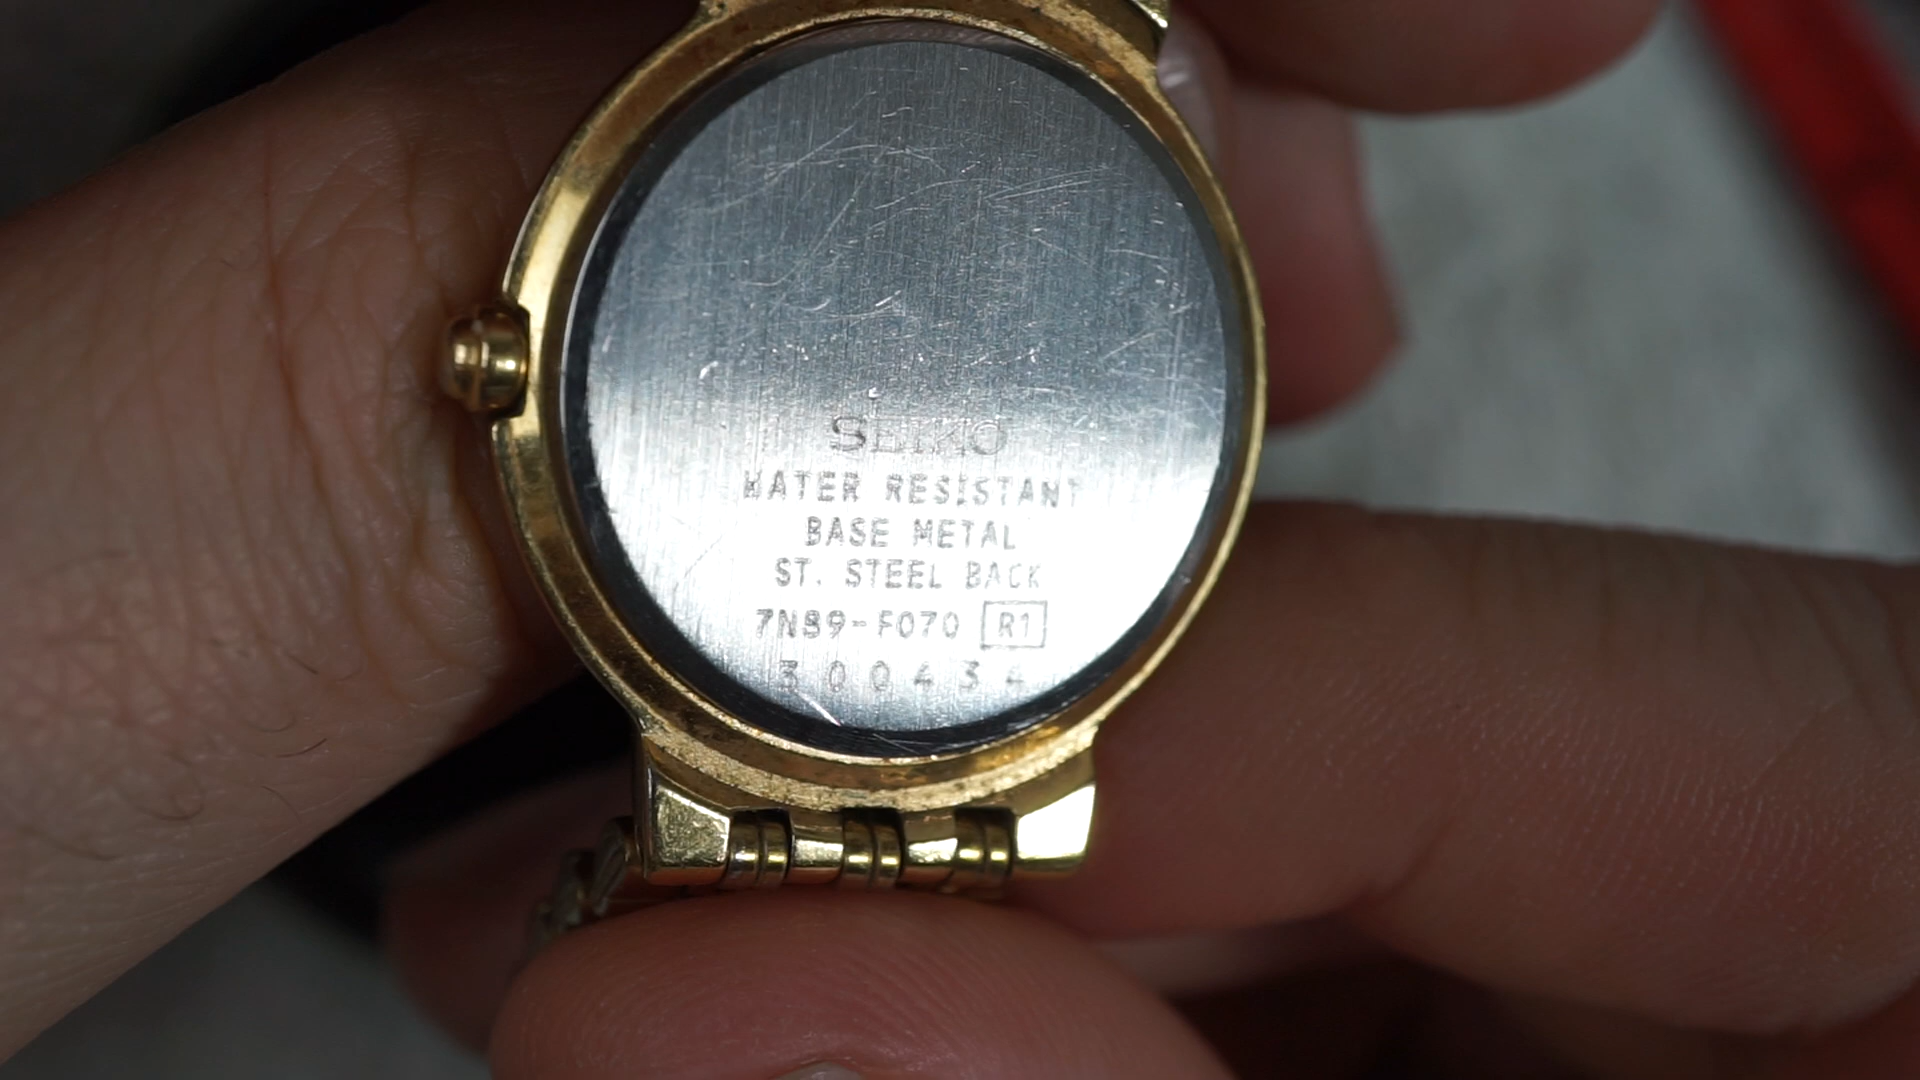 SEIKO
WATER RESISTANT
BASE METAL
ST. STEEL BACK
7N89-F070 R1
300434